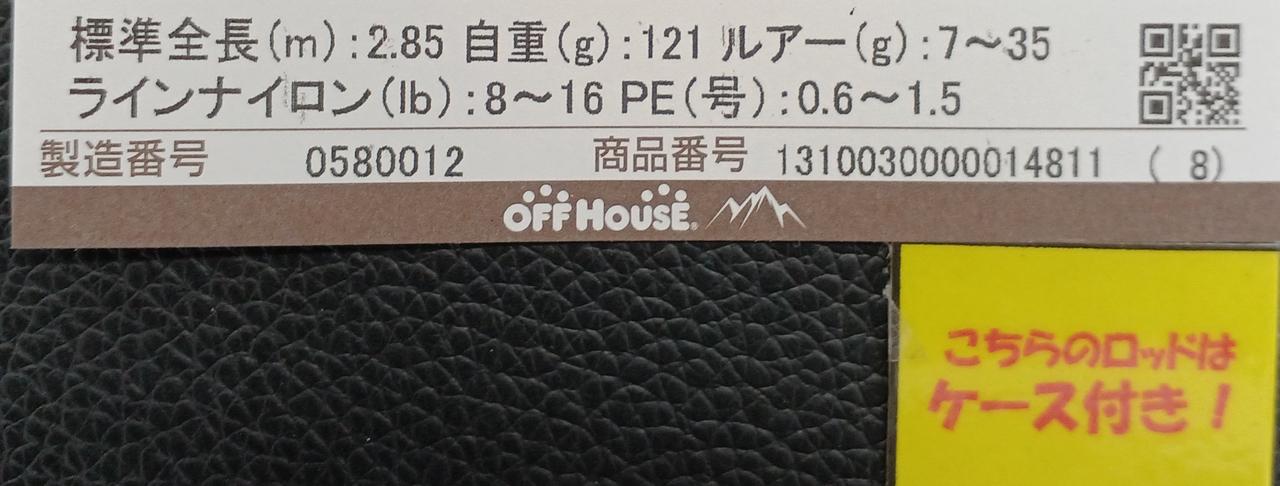 標準全長(m):2.85 自重(g):121 ルアー(g):7～35
ラインナイロン(lb):8～16 PE(号):0.6～1.5
製造番号 0580012 商品番号 1310030000014811 ( 8)
OFF HOUSE®
こちらのロッドは
ケース付き!